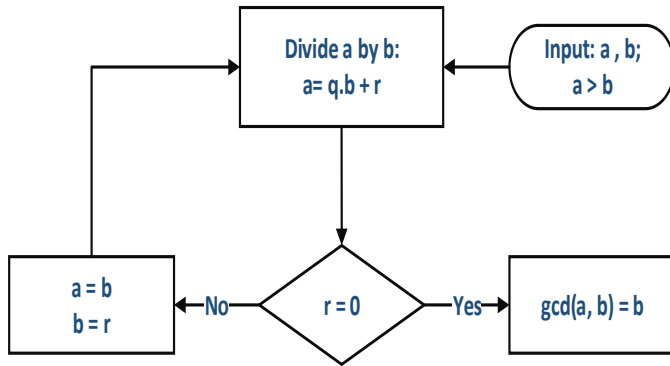 Divide a by b:
a= q.b + r
Input: a , b;
a > b
a = b
b = r
No
r = 0
Yes
gcd(a, b) = b